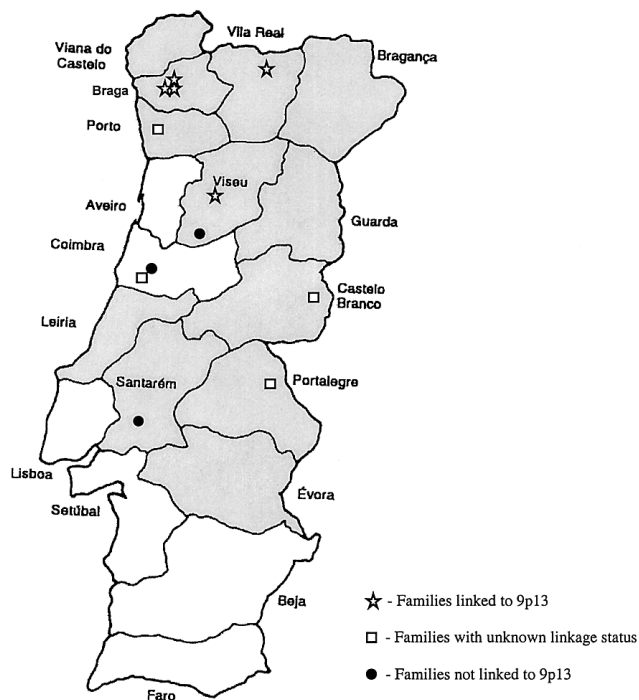 Vila Real
Viana do
Castelo
Bragança
Braga
Porto
Viseu
Aveiro
Guarda
Coimbra
Castelo
Branco
Leiria
Santarém
Portalegre
Lisboa
Évora
Setúbal
Beja
Faro
- Families linked to 9p13
- Families with unknown linkage status
- Families not linked to 9p13